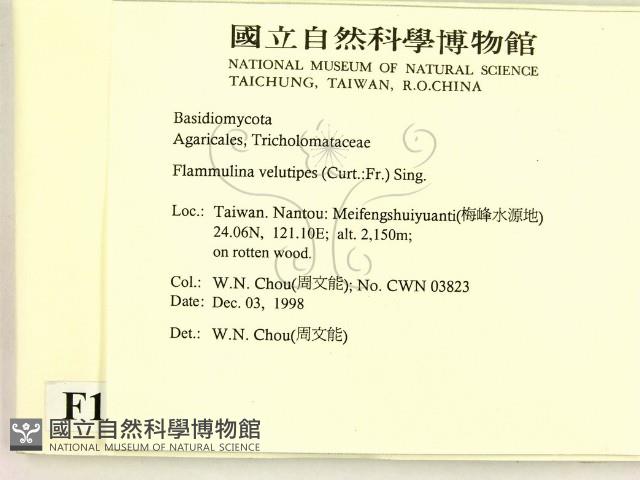 國立自然科學博物館
NATIONAL MUSEUM OF NATURAL SCIENCE
TAICHUNG, TAIWAN, R.O.CHINA
Basidiomycota
Agaricales, Tricholomataceae
Flammulina velutipes (Curt.:Fr.) Sing.
Loc.: Taiwan. Nantou: Meifengshuiyuanti(梅峰水源地)
24.06N, 121.10E; alt. 2,150m;
on rotten wood.
Col.: W.N. Chou(周文能); No. CWN 03823
Date: Dec. 03, 1998
Det.: W.N. Chou(周文能)
F1
國立自然科學博物館
NATIONAL MUSEUM OF NATURAL SCIENCE